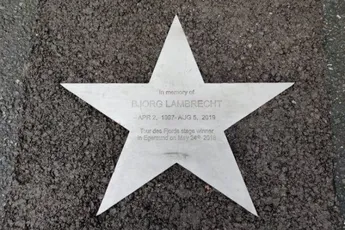 In memory of
BJORG LAMBRECHT
APR 2, 1997- AUG 5, 2019
Tour des Fjords stage winner
in Egersund on May 24th 2018